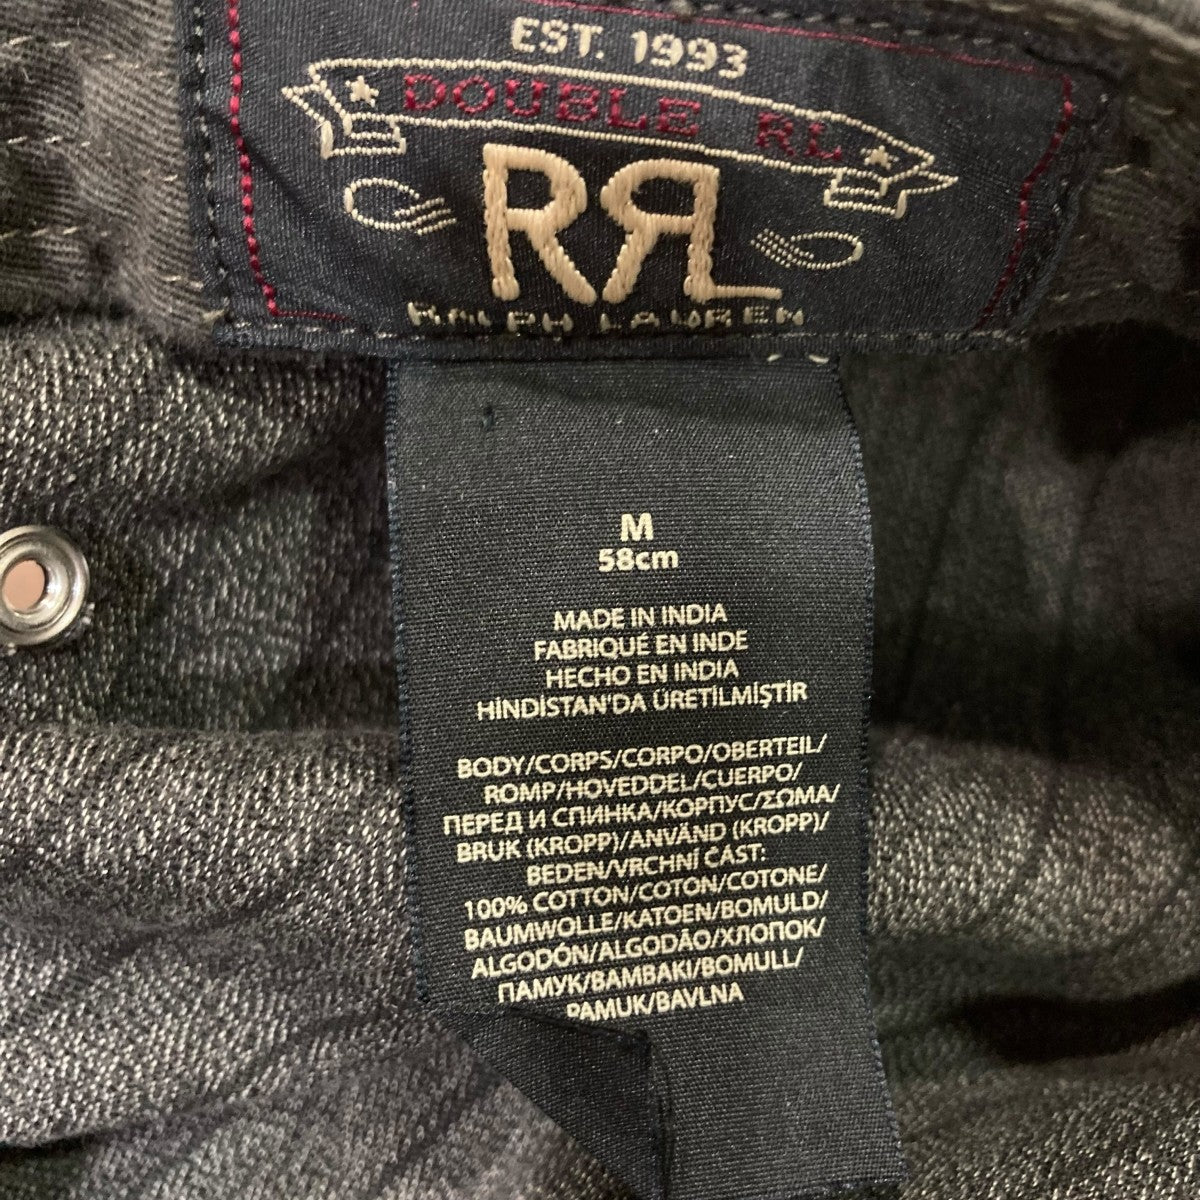 EST. 1993
DOUBLE RL
RRL
RALPH LAUREN
M
58cm
MADE IN INDIA
FABRIQUÉ EN INDE
HECHO EN INDIA
HİNDİSTAN'DA ÜRETİLMİŞTİR
BODY/CORPS/CORPO/OBERTEIL/
ROMP/HOVEDDEL/CUERPO/
ПЕРЕД И СПИНКА/КОРПУС/ΣΩΜΑ/
BRUK (KROPP)/ANVÄND (KROPP)/
BEDEN/VRCHNÍ ČÁST:
100% COTTON/COTON/COTONE/
BAUMWOLLE/KATOEN/BOMULD/
ALGODÓN/ALGODÃO/ХЛОПОК/
ПАМУК/BAMBAKI/BOMULL/
PAMUK/BAVLNA